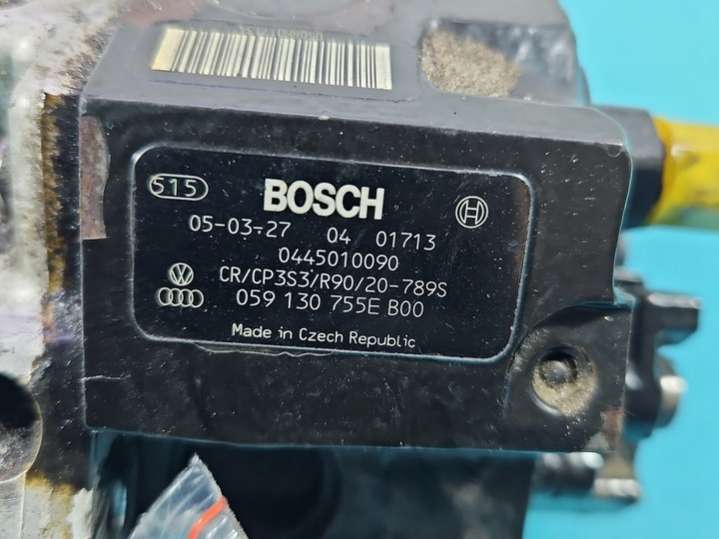 515 BOSCH
05-03-27 04 01713
0445010090
CR/CP3S3/R90/20-789S
059 130 755E B00
Made in Czech Republic